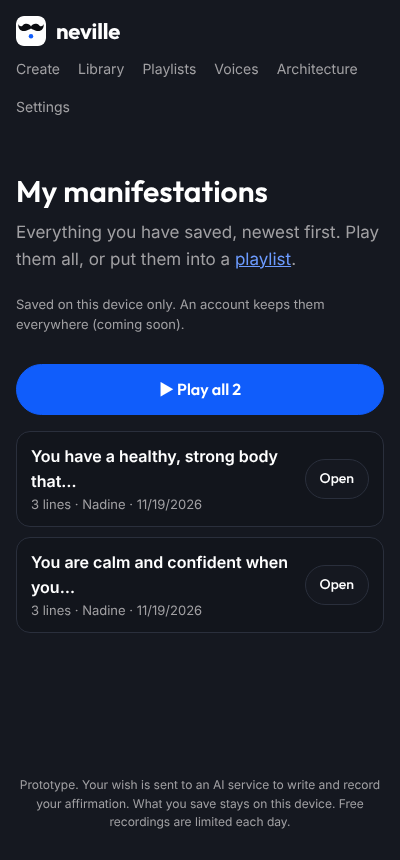 neville
Create Library Playlists Voices Architecture
Settings
My manifestations
Everything you have saved, newest first. Play
them all, or put them into a playlist.
Saved on this device only. An account keeps them
everywhere (coming soon).
▶ Play all 2
You have a healthy, strong body
that...
3 lines · Nadine · 11/19/2026
Open
You are calm and confident when
you...
3 lines · Nadine · 11/19/2026
Open
Prototype. Your wish is sent to an AI service to write and record
your affirmation. What you save stays on this device. Free
recordings are limited each day.